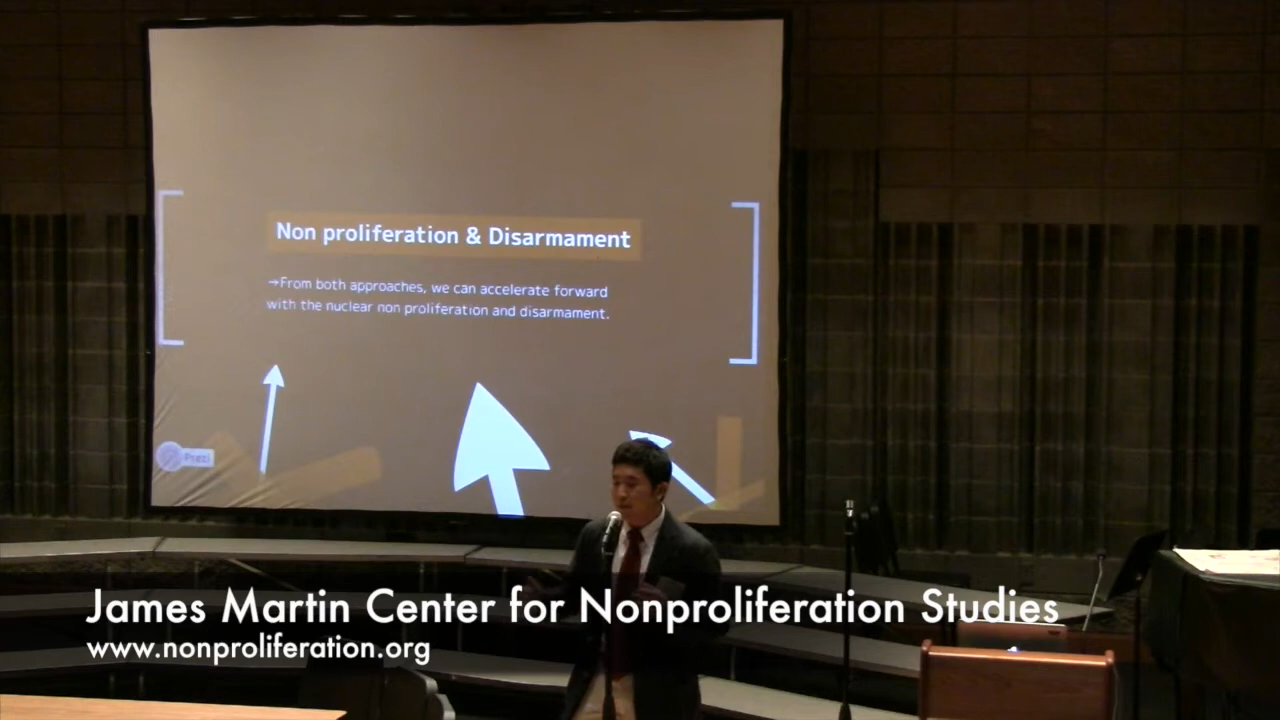 Non proliferation & Disarmament
→From both approaches, we can accelerate forward
with the nuclear non proliferation and disarmament.
Prezi
James Martin Center for Nonproliferation Studies
www.nonproliferation.org